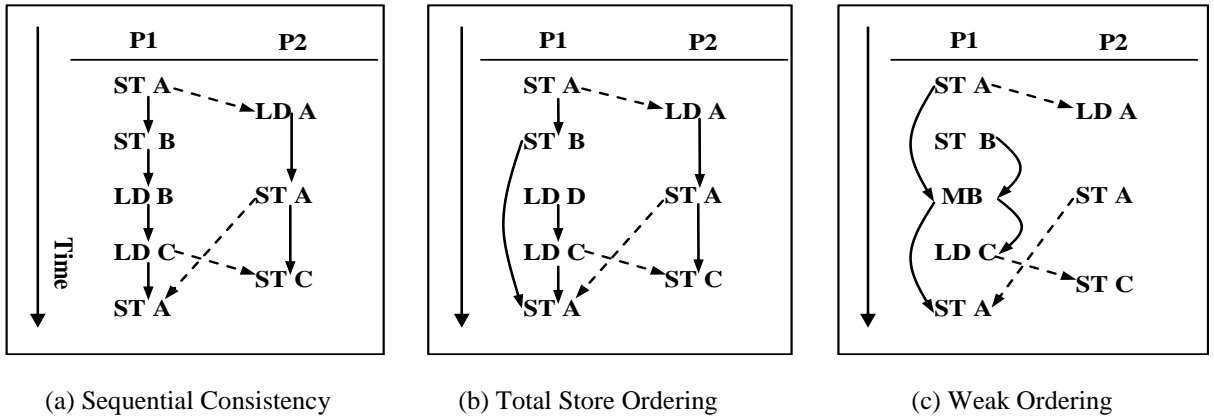 P1 P2
ST A
LD A
ST B
LD B ST A
LD C
ST C
ST A
Time
(a) Sequential Consistency
P1 P2
ST A
LD A
ST B
LD D ST A
LD C
ST C
ST A
(b) Total Store Ordering
P1 P2
ST A
LD A
ST B
MB ST A
LD C
ST C
ST A
(c) Weak Ordering